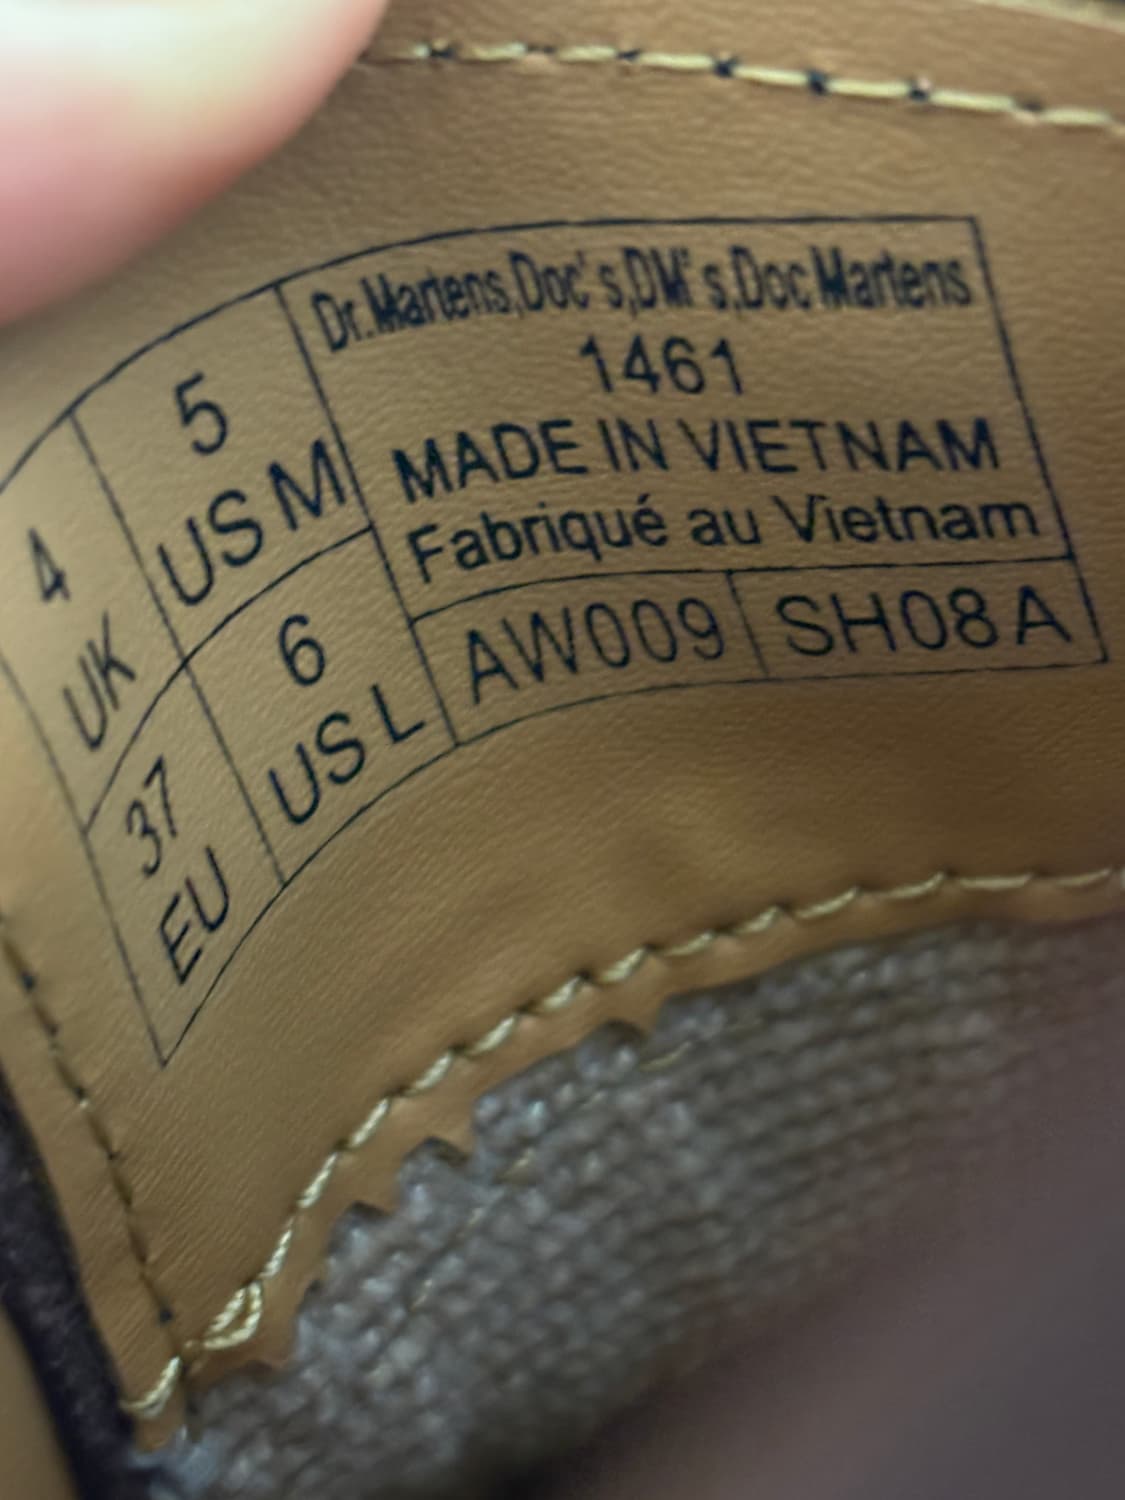 4
UK
5
US M
37
EU
6
US L
Dr.Martens,Doc's,DM's,Doc Martens
1461
MADE IN VIETNAM
Fabriqué au Vietnam
AW009 SH08A